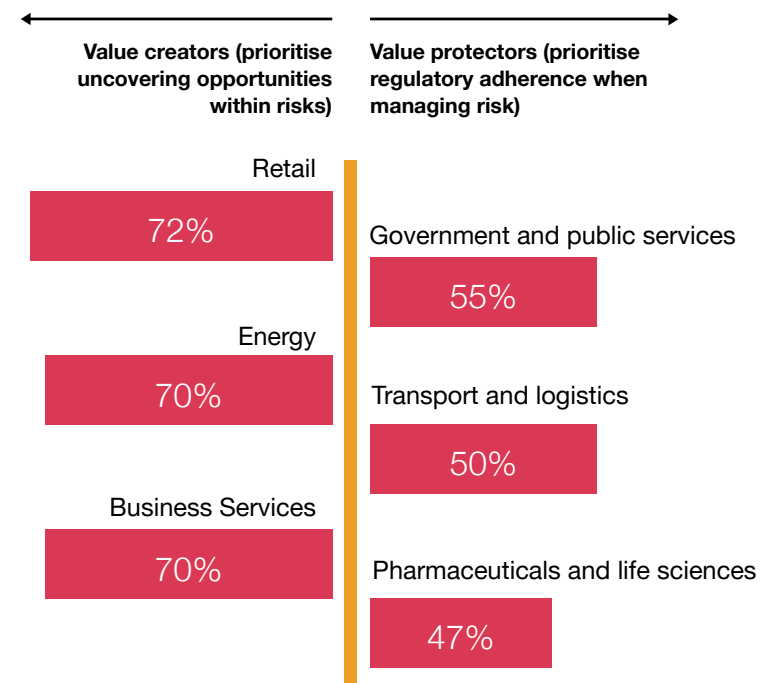 Value creators (prioritise
uncovering opportunities
within risks)
Value protectors (prioritise
regulatory adherence when
managing risk)
Retail
72%
Government and public services
55%
Energy
70%
Transport and logistics
50%
Business Services
70%
Pharmaceuticals and life sciences
47%